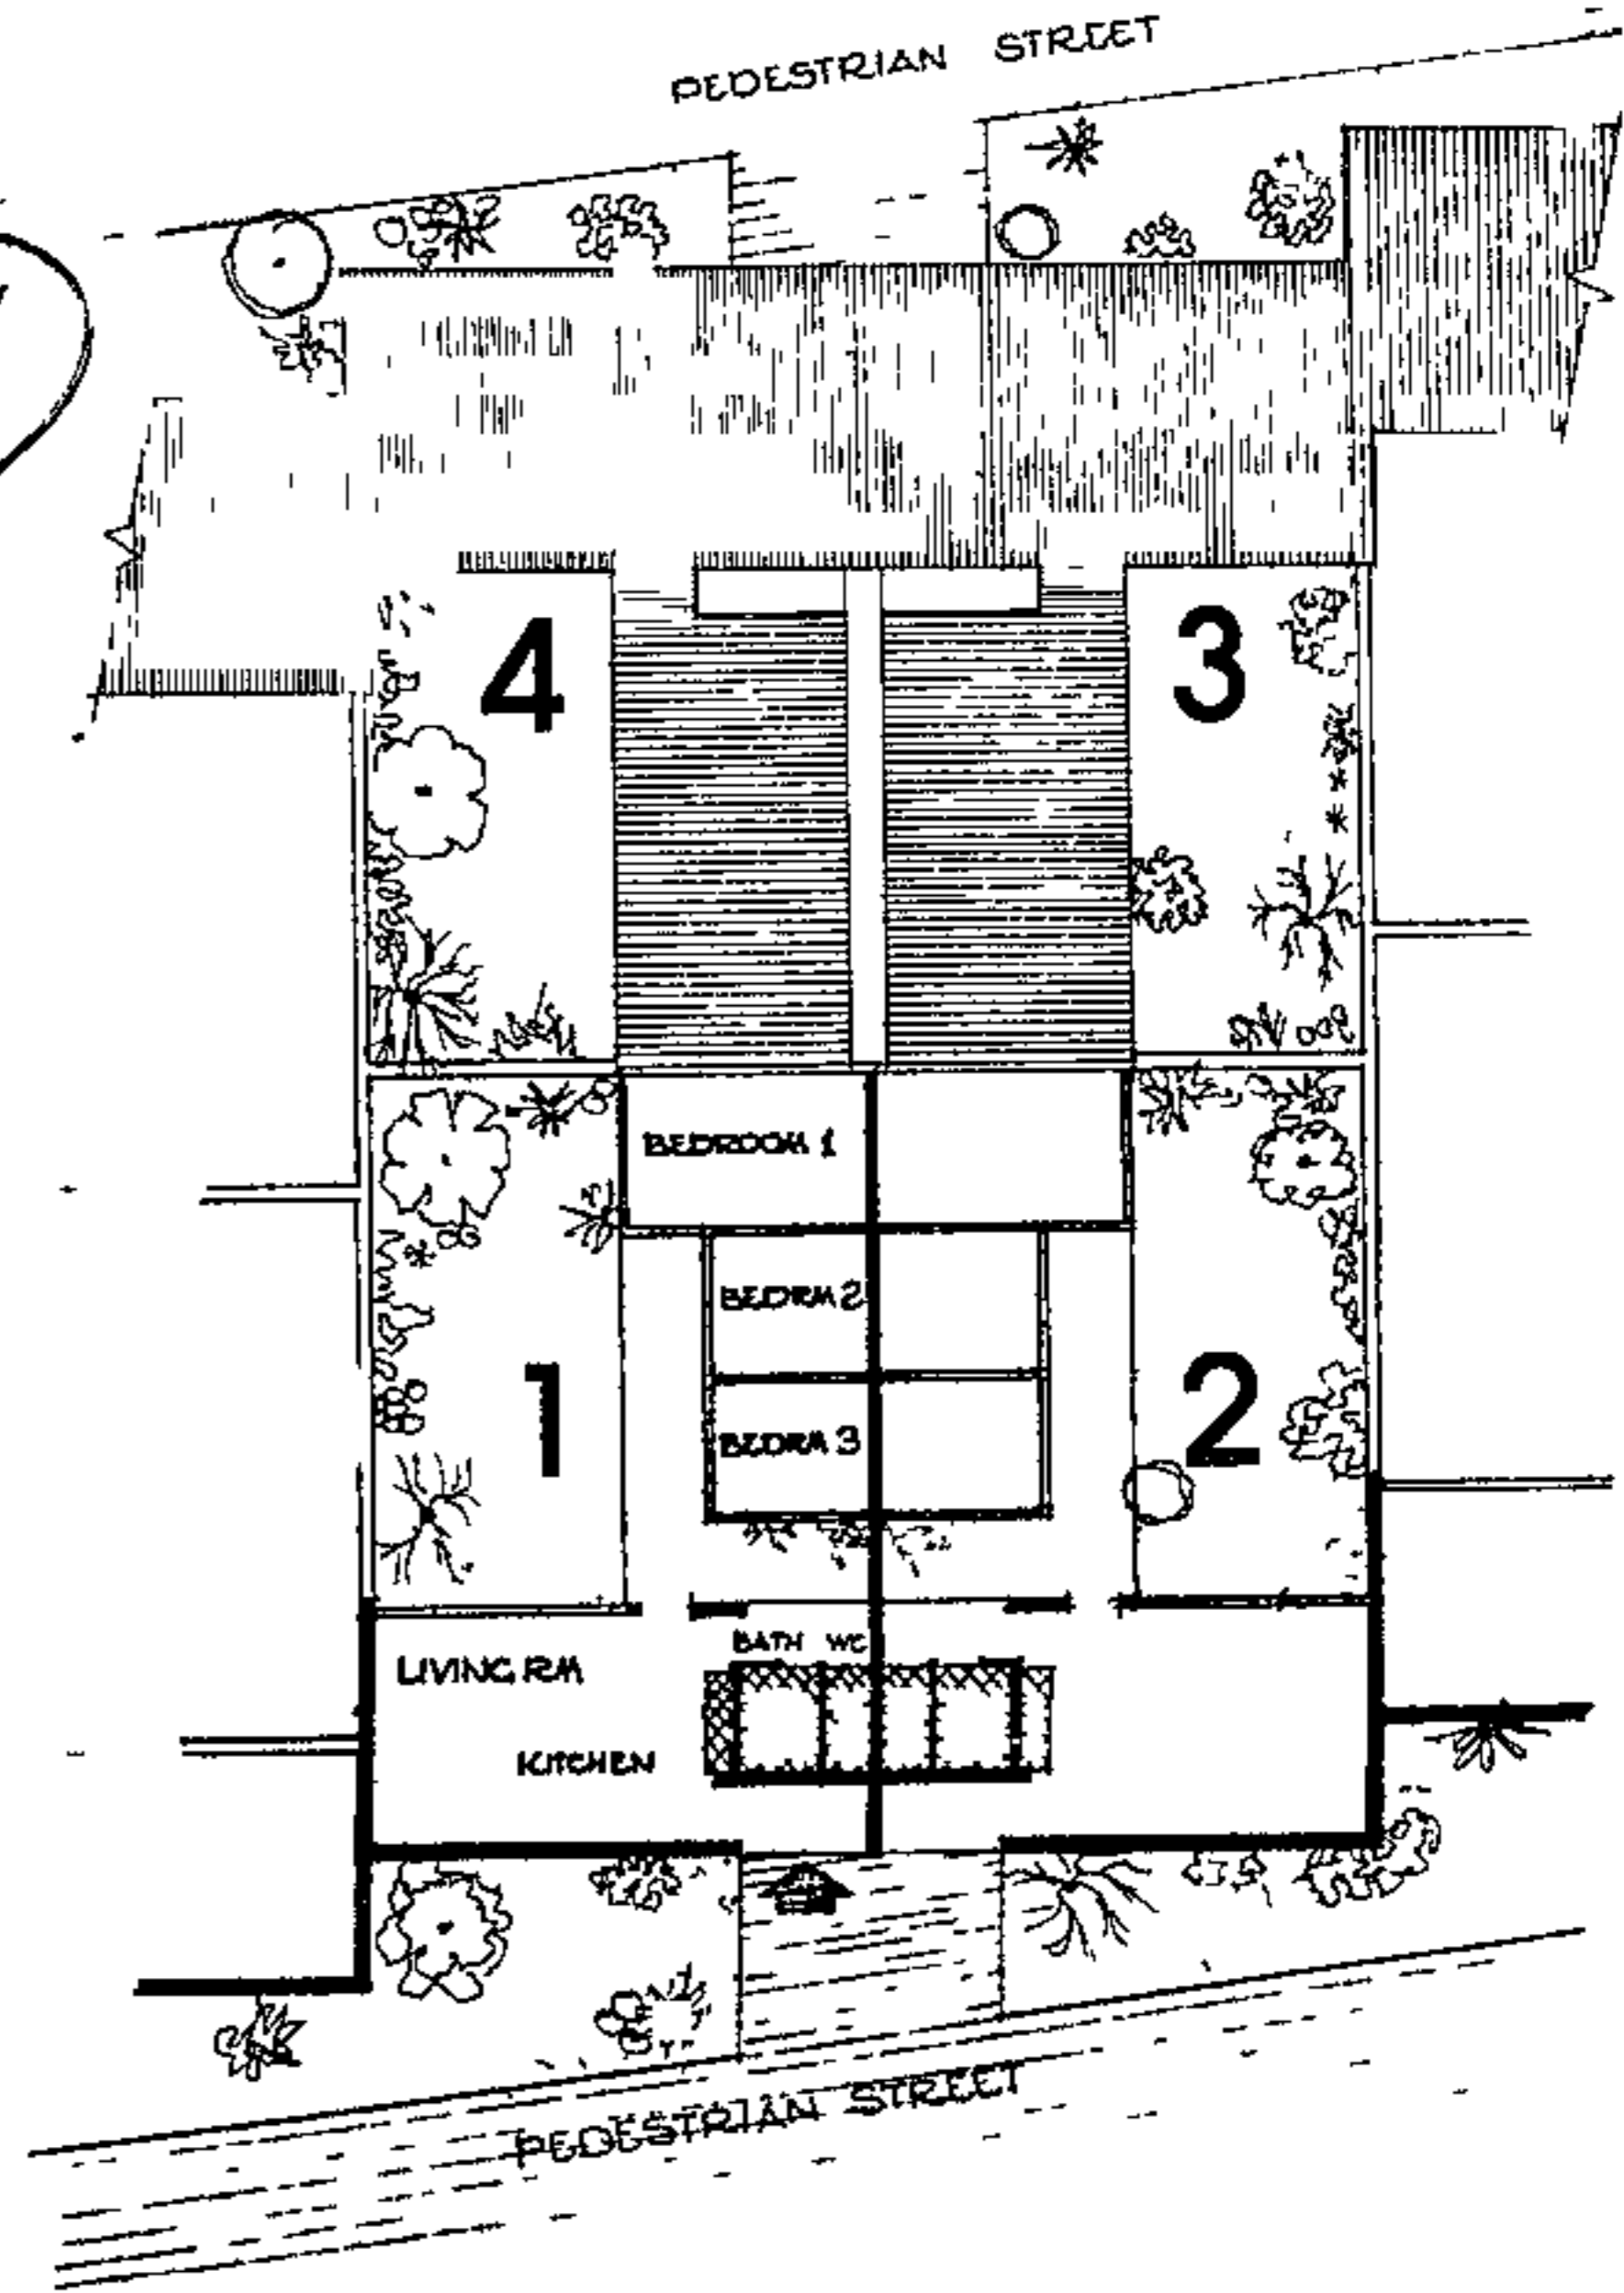 PEDESTRIAN STREET
4
3
BEDROOM 1
BEDRM 2
1
2
BEDRM 3
BATH WC
LIVING RM
KITCHEN
PEDESTRIAN STREET